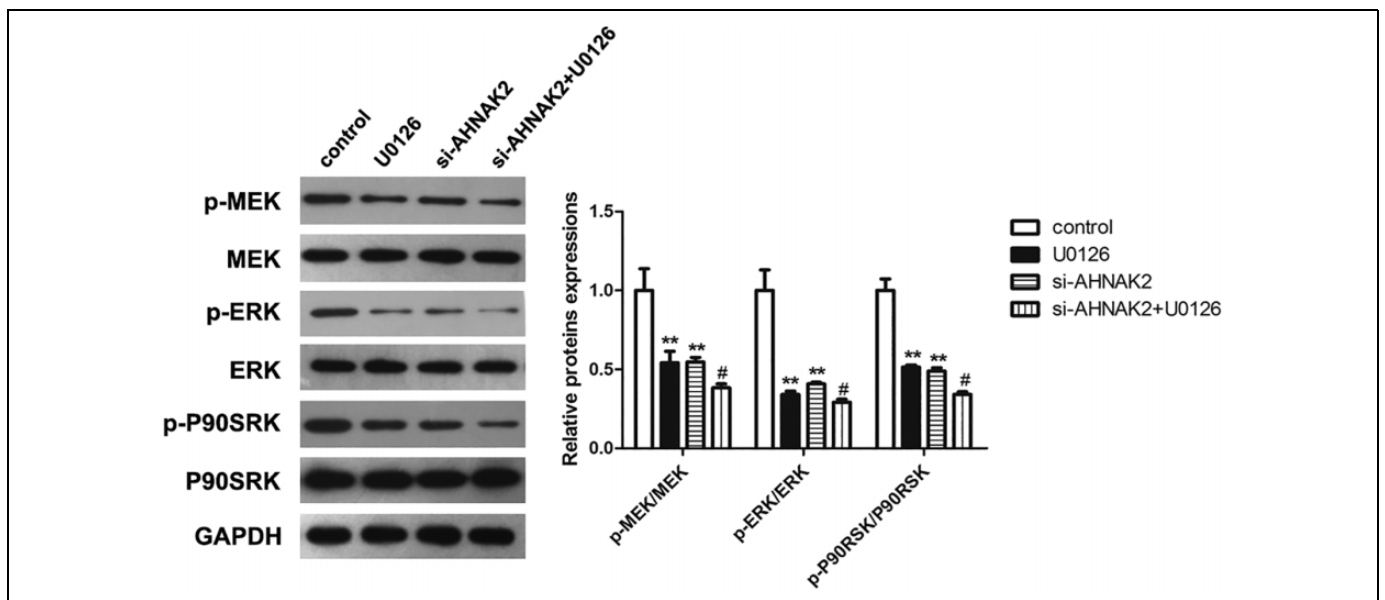 control
U0126
si-AHNAK2
si-AHNAK2+U0126
p-MEK
MEK
p-ERK
ERK
p-P90SRK
P90SRK
GAPDH
Relative proteins expressions
1.5
1.0
0.5
0.0
** ** #
** ** #
** ** #
p-MEK/MEK
p-ERK/ERK
p-P90RSK/P90RSK
control
U0126
si-AHNAK2
si-AHNAK2+U0126